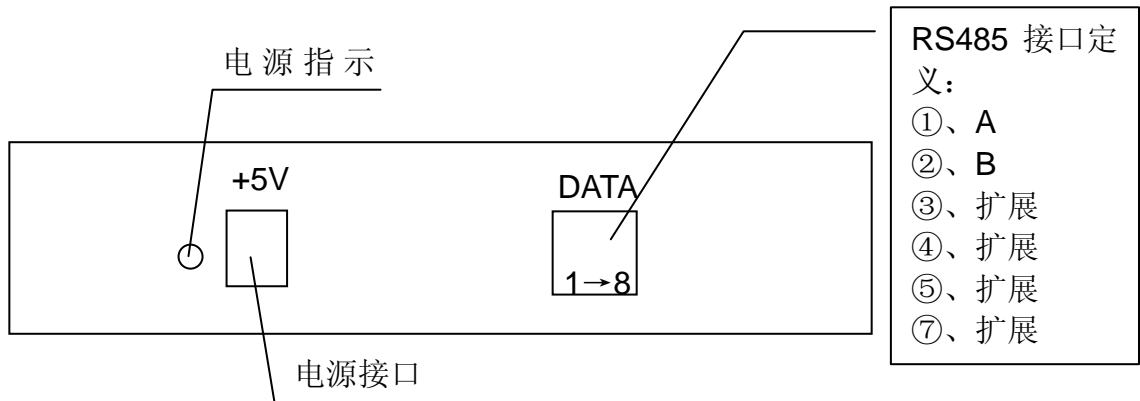 RS485 接口定
义：
①、A
②、B
③、扩展
④、扩展
⑤、扩展
⑦、扩展
电源指示
+5V
DATA
1→8
电源接口